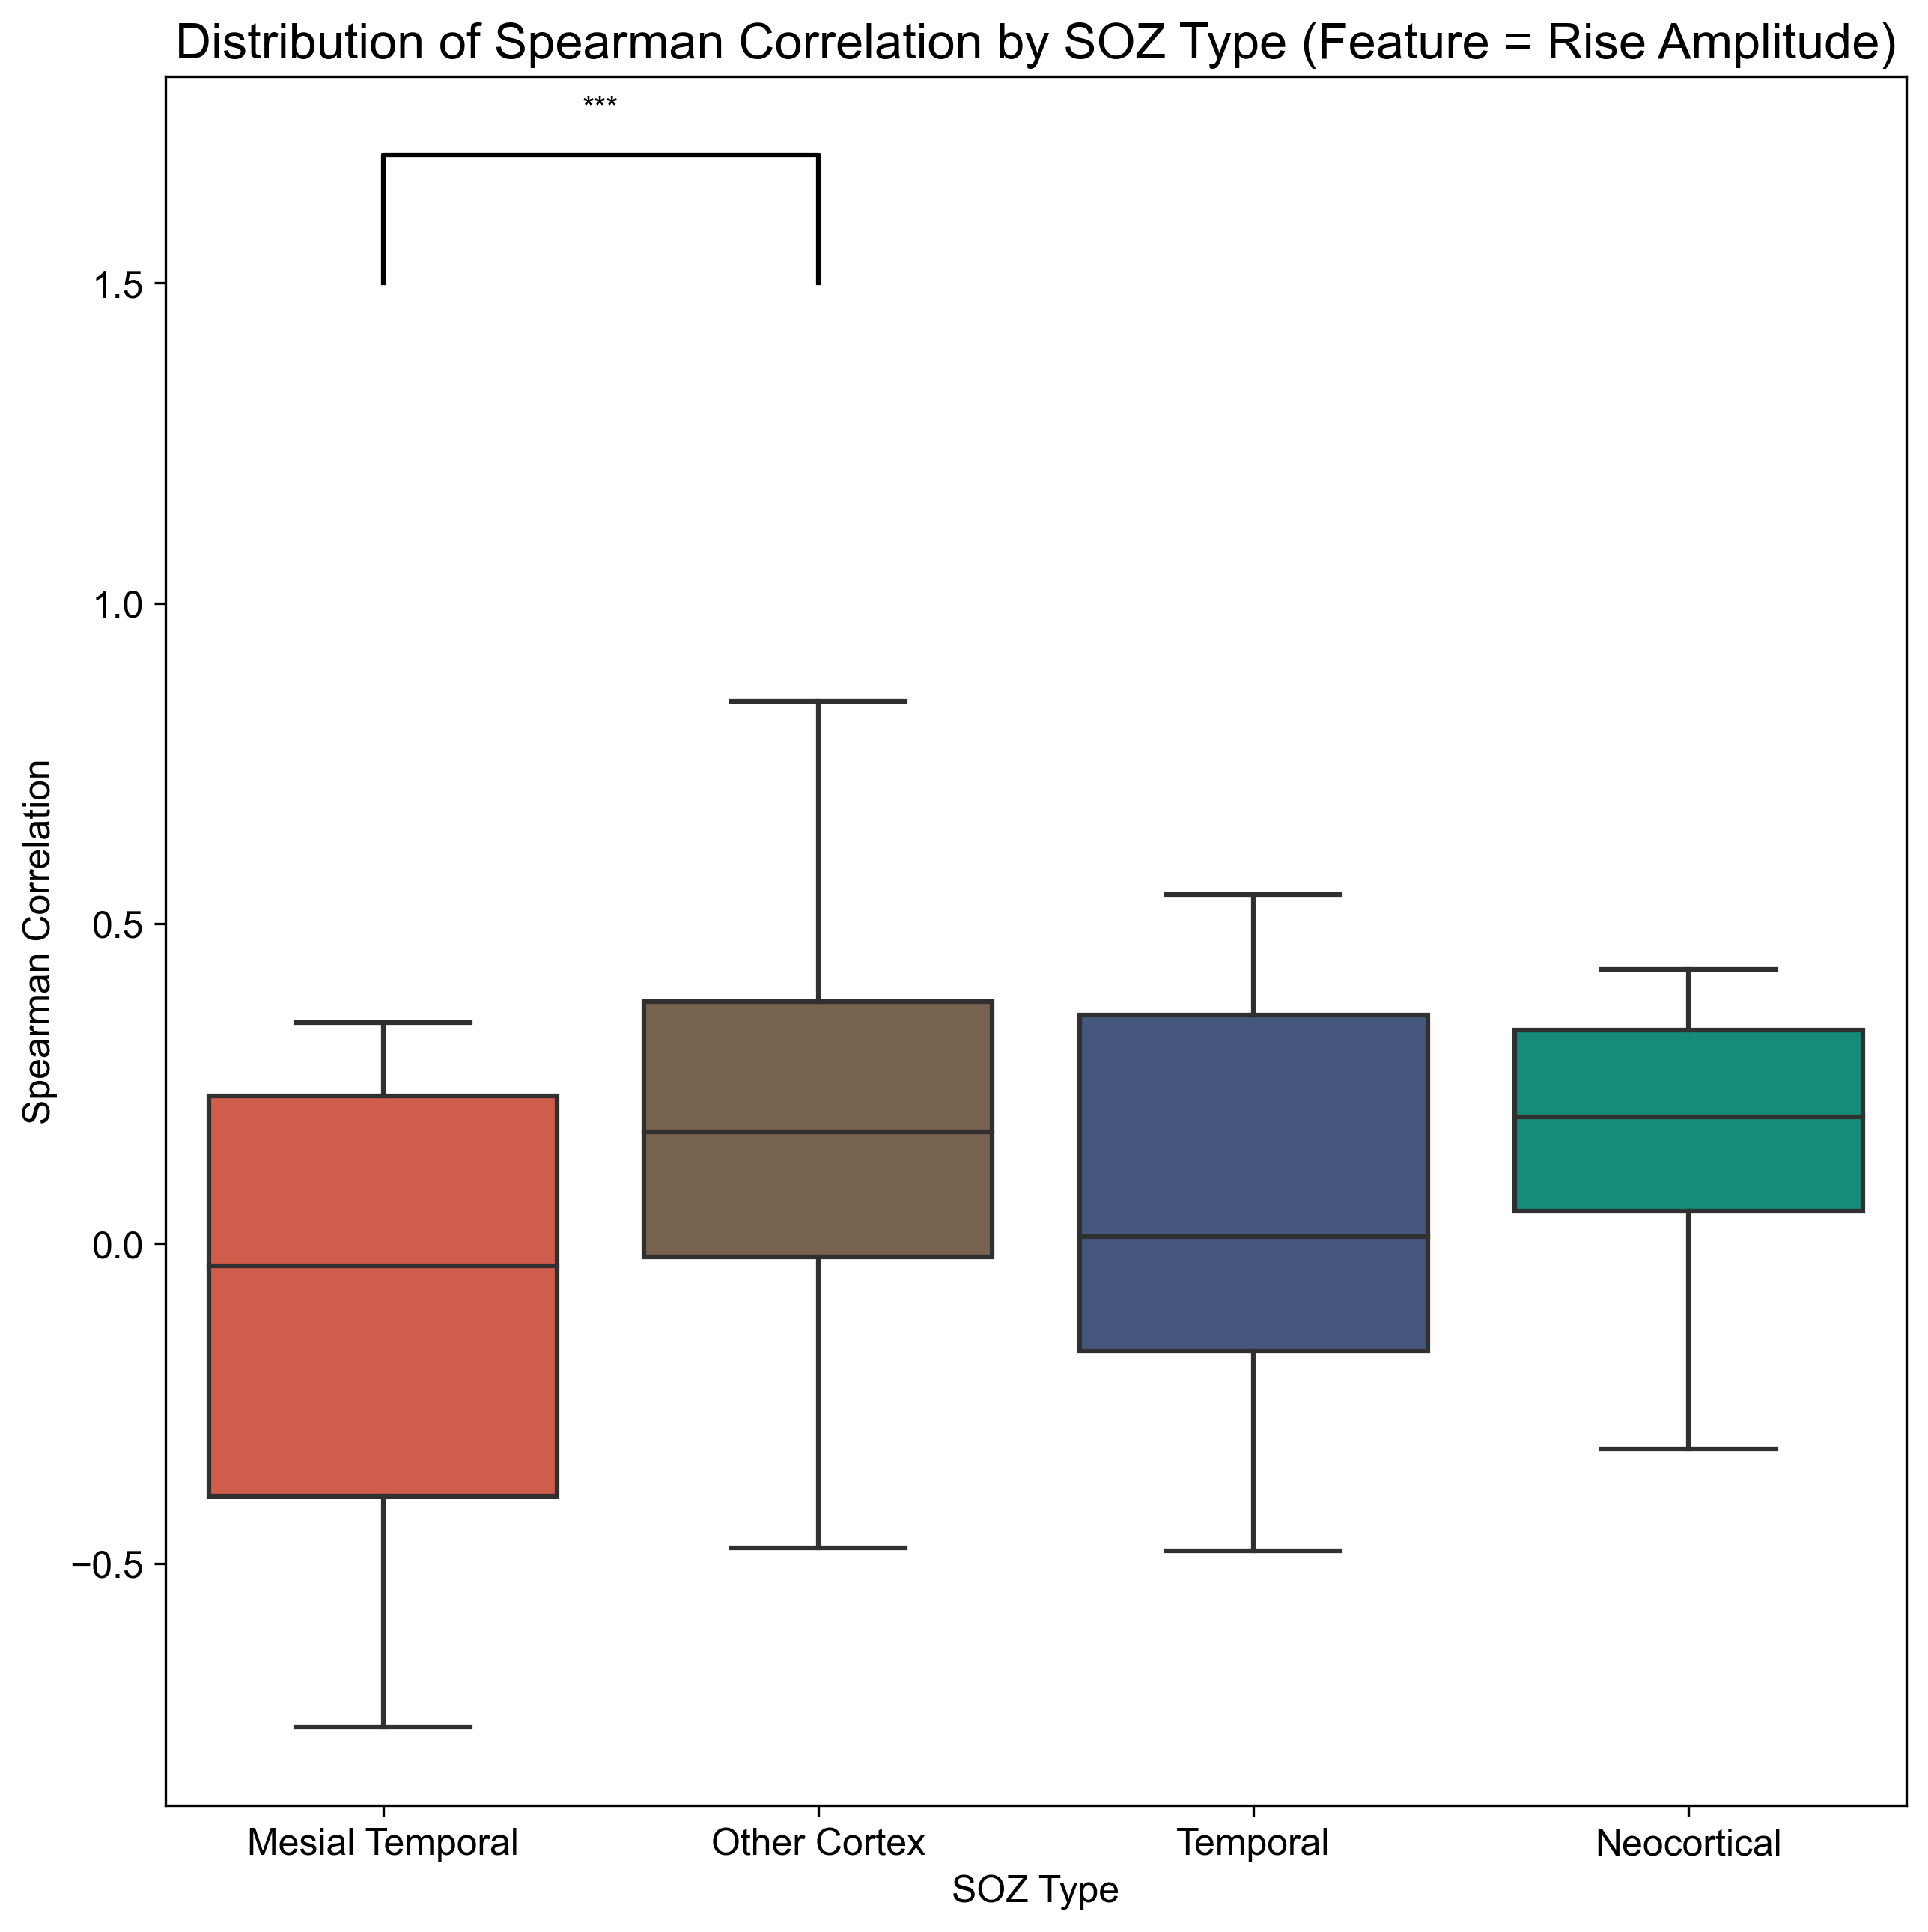 Distribution of Spearman Correlation by SOZ Type (Feature = Rise Amplitude)
***
1.5
1.0
0.5
0.0
−0.5
Spearman Correlation
Mesial Temporal
Other Cortex
Temporal
Neocortical
SOZ Type